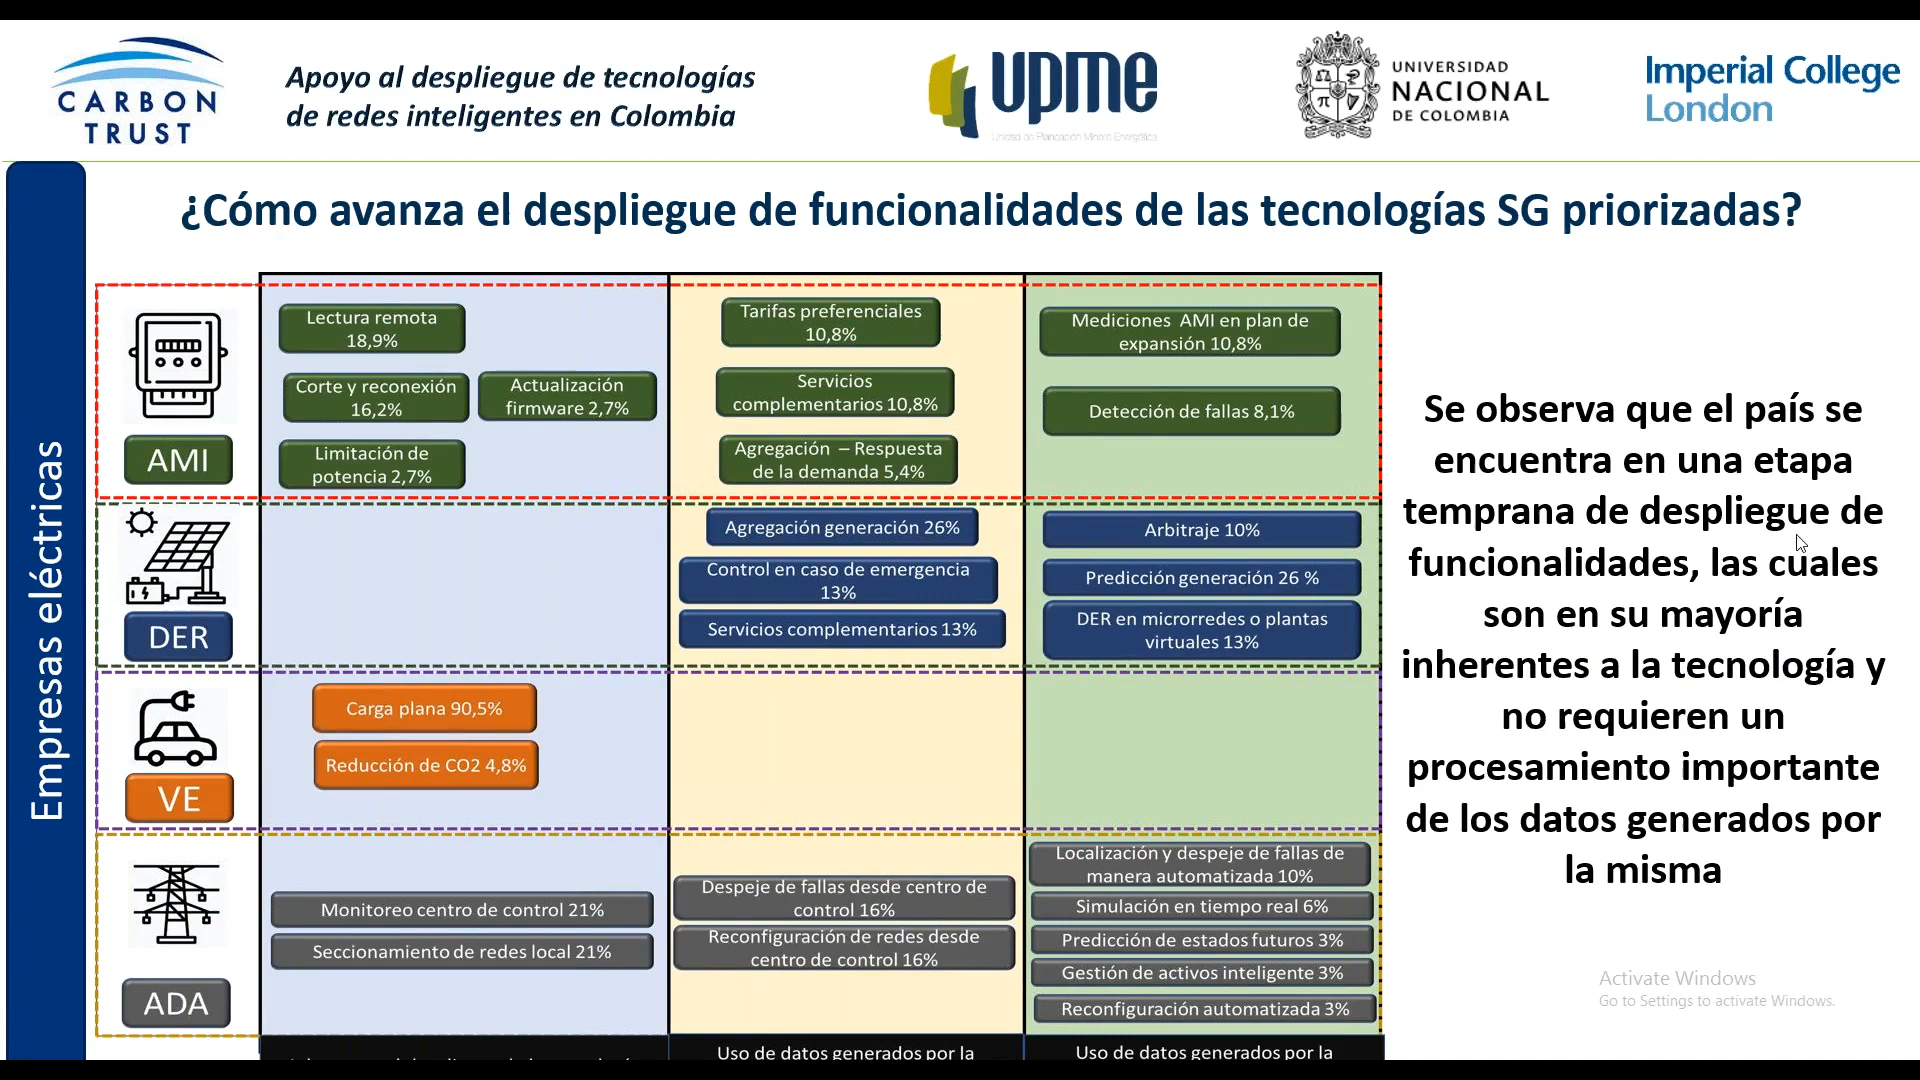 CARBON
TRUST
Apoyo al despliegue de tecnologías
de redes inteligentes en Colombia
upme
Unidad de Planeación Minero Energética
UNIVERSIDAD
NACIONAL
DE COLOMBIA
Imperial College
London
¿Cómo avanza el despliegue de funcionalidades de las tecnologías SG priorizadas?
Empresas eléctricas
AMI
Lectura remota
18,9%
Corte y reconexión
16,2%
Actualización
firmware 2,7%
Limitación de
potencia 2,7%
Tarifas preferenciales
10,8%
Servicios
complementarios 10,8%
Agregación – Respuesta
de la demanda 5,4%
Mediciones AMI en plan de
expansión 10,8%
Detección de fallas 8,1%
DER
Agregación generación 26%
Control en caso de emergencia
13%
Servicios complementarios 13%
Arbitraje 10%
Predicción generación 26 %
DER en microrredes o plantas
virtuales 13%
VE
Carga plana 90,5%
Reducción de CO2 4,8%
ADA
Monitoreo centro de control 21%
Seccionamiento de redes local 21%
Despeje de fallas desde centro de
control 16%
Reconfiguración de redes desde
centro de control 16%
Localización y despeje de fallas de
manera automatizada 10%
Simulación en tiempo real 6%
Predicción de estados futuros 3%
Gestión de activos inteligente 3%
Reconfiguración automatizada 3%
Uso de datos generados por la
Uso de datos generados por la
Se observa que el país se
encuentra en una etapa
temprana de despliegue de
funcionalidades, las cuales
son en su mayoría
inherentes a la tecnología y
no requieren un
procesamiento importante
de los datos generados por
la misma
Activate Windows
Go to Settings to activate Windows.